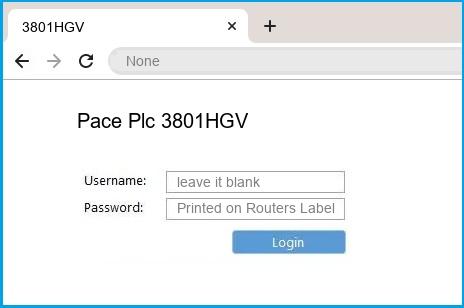 3801HGV
None
Pace Plc 3801HGV
Username: leave it blank
Password: Printed on Routers Label
Login